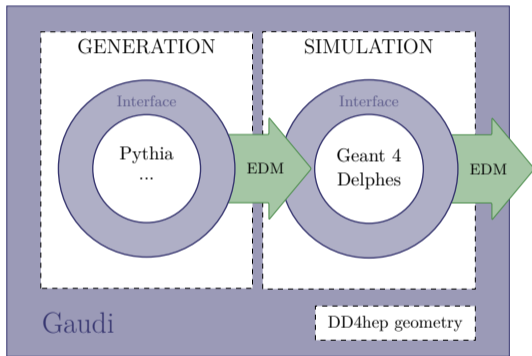 GENERATION
SIMULATION
Interface
Interface
Pythia
...
EDM
Geant 4
Delphes
EDM
Gaudi
DD4hep geometry